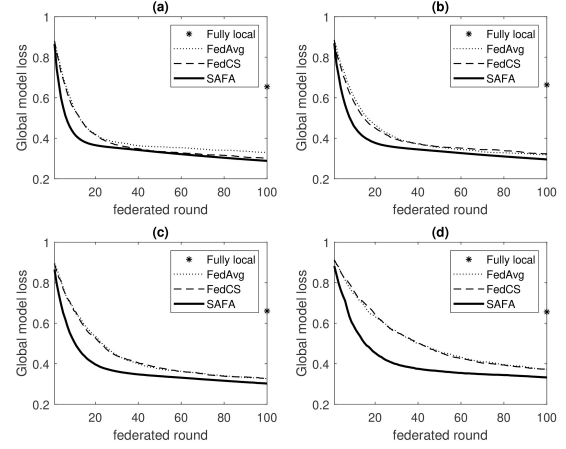 (a)
1
0.8
0.6
0.4
0.2
Global model loss
Fully local
FedAvg
FedCS
SAFA
20 40 60 80 100
federated round
(b)
1
0.8
0.6
0.4
0.2
Global model loss
Fully local
FedAvg
FedCS
SAFA
20 40 60 80 100
federated round
(c)
1
0.8
0.6
0.4
0.2
Global model loss
Fully local
FedAvg
FedCS
SAFA
20 40 60 80 100
federated round
(d)
1
0.8
0.6
0.4
0.2
Global model loss
Fully local
FedAvg
FedCS
SAFA
20 40 60 80 100
federated round